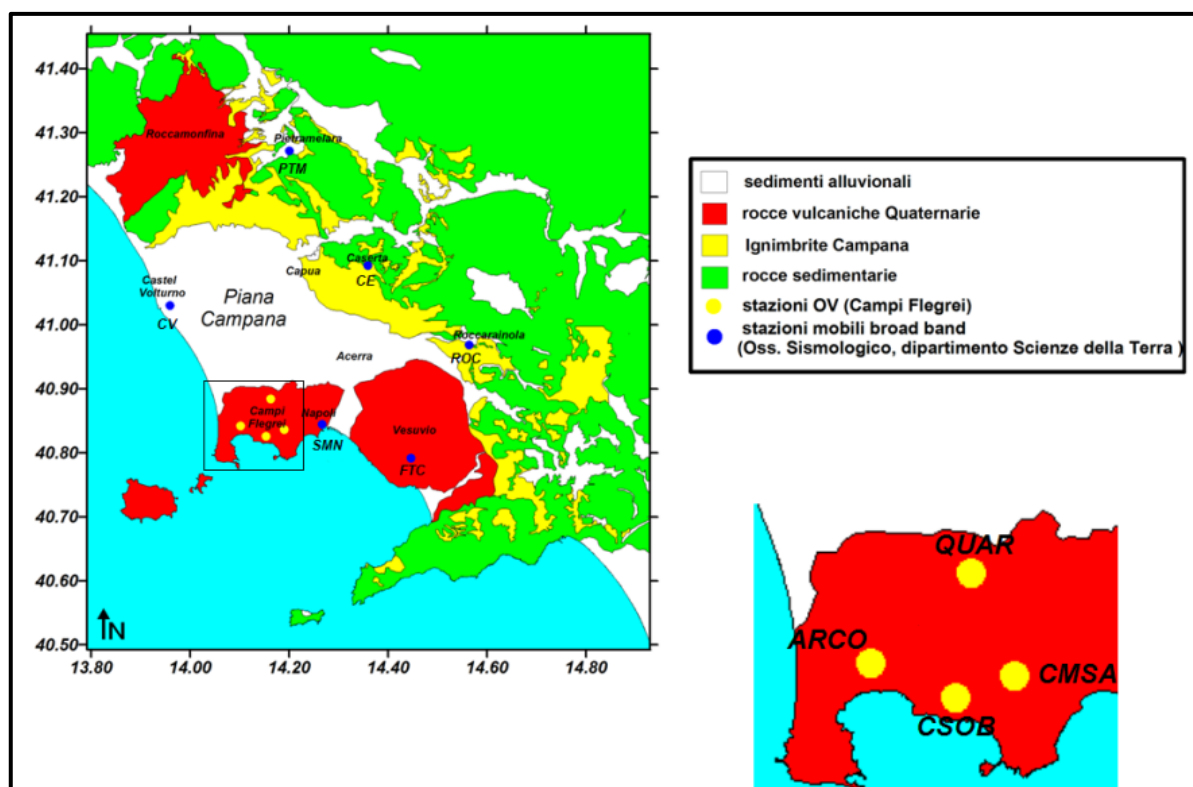 41.40
41.30
41.20
41.10
41.00
40.90
40.80
40.70
40.60
40.50
13.80 14.00 14.20 14.40 14.60 14.80
Roccamonfina
Pietramelara
PTM
Caserta
CE
Capua
Castel
Volturno
CV
Piana
Campana
Roccarainola
ROC
Acerra
Campi
Flegrei
Napoli
SMN
Vesuvio
FTC
N
sedimenti alluvionali
rocce vulcaniche Quaternarie
Ignimbrite Campana
rocce sedimentarie
stazioni OV (Campi Flegrei)
stazioni mobili broad band
(Oss. Sismologico, dipartimento Scienze della Terra )
QUAR
ARCO
CMSA
CSOB